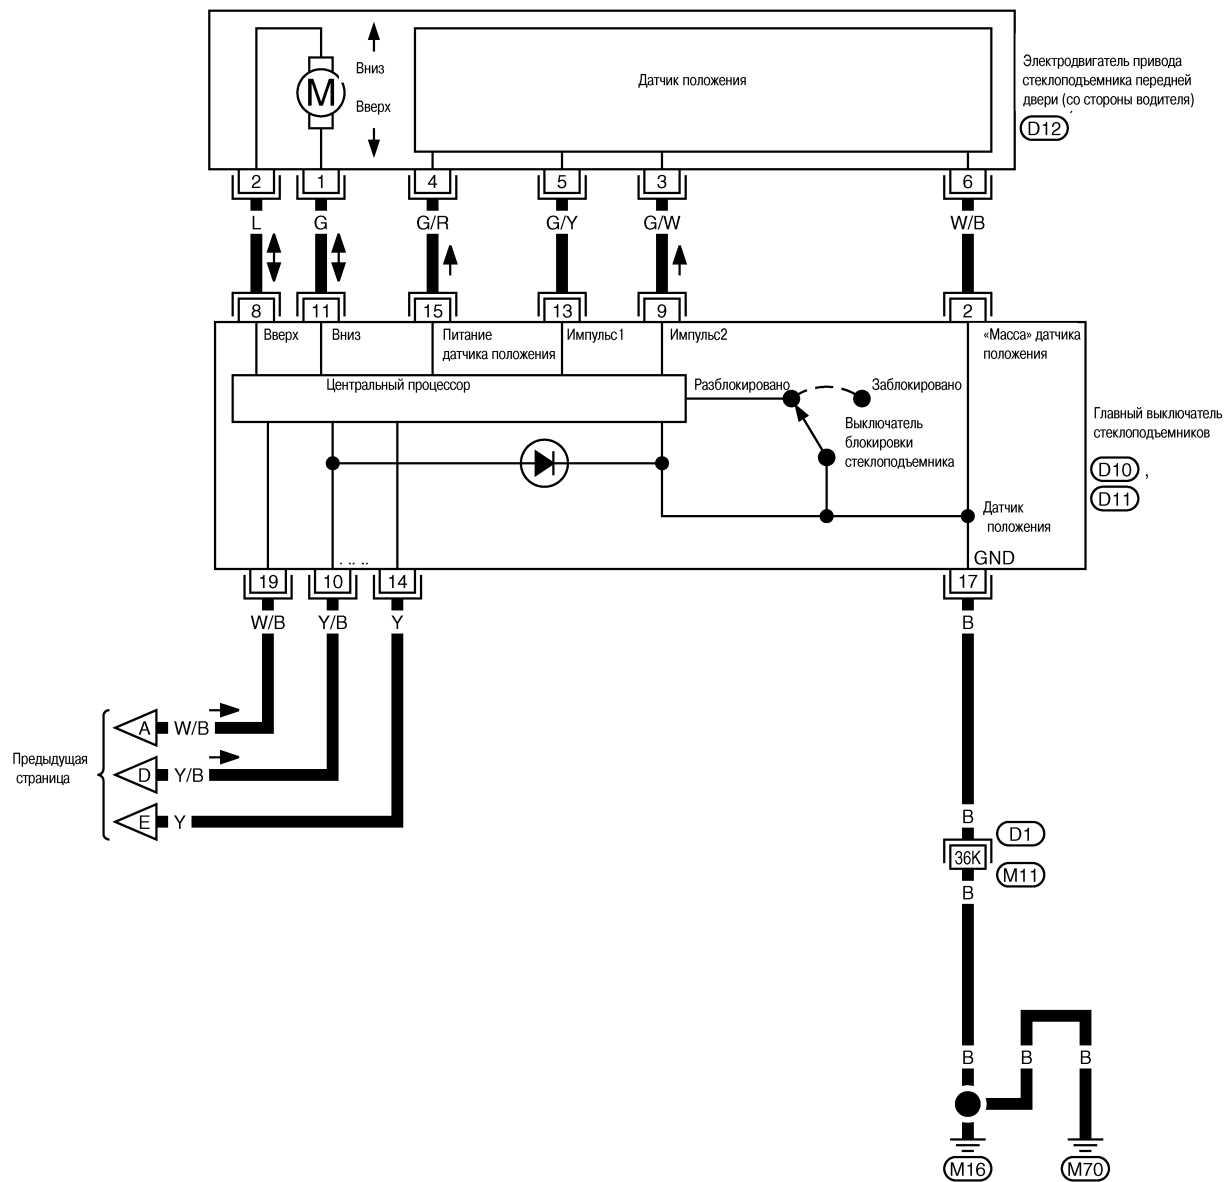 Датчик положения
Вниз
Вверх
M
Электродвигатель привода
стеклоподъемника передней
двери (со стороны водителя)
D12
2 1 4 5 3 6
L G G/R G/Y G/W W/B
8 11 15 13 9 2
Вверх
Вниз
Питание
датчика положения
Импульс1
Импульс2
«Масса» датчика
положения
Центральный процессор
Разблокировано
Заблокировано
Выключатель
блокировки
стеклоподъемника
Главный выключатель
стеклоподъемников
D10 ,
D11
Датчик
положения
GND
19 10 14 17
W/B Y/B Y B
A W/B
D Y/B
E Y
Предыдущая
страница
B
D1
36K
M11
B
B B B
M16 M70